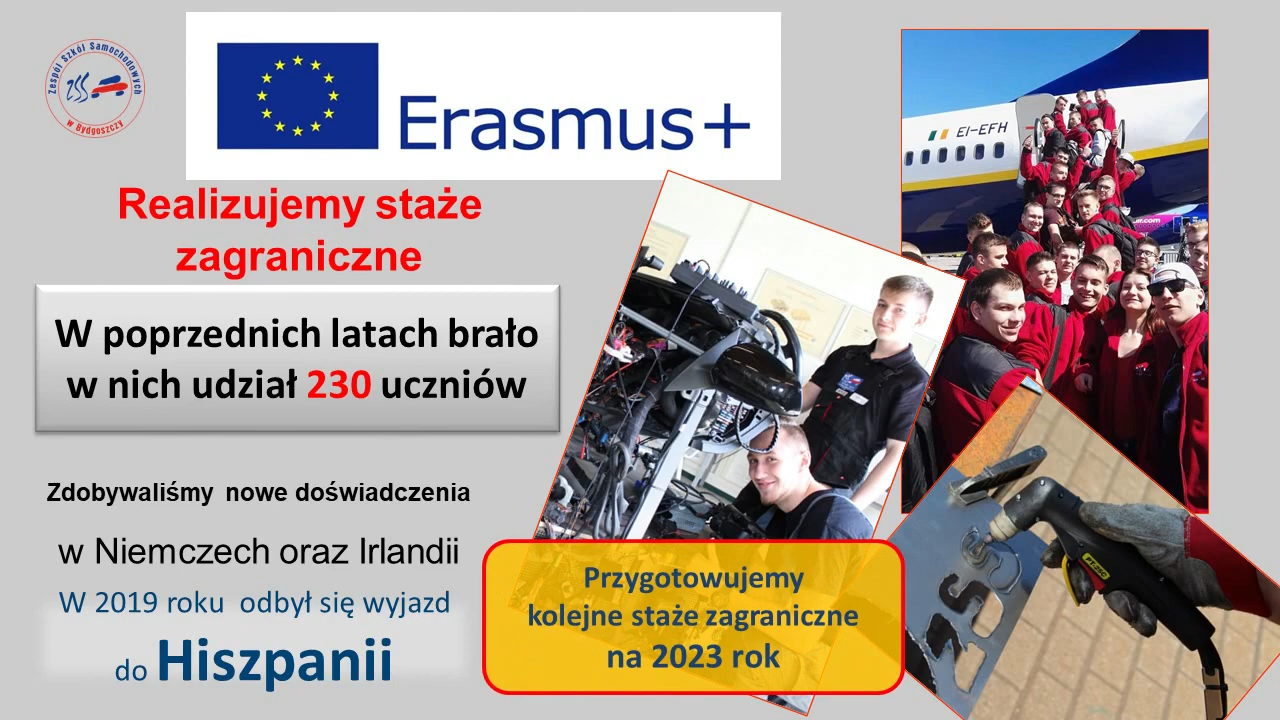 Zespół Szkół Samochodowych
ZSS
w Bydgoszczy
Erasmus+
Realizujemy staże
zagraniczne
W poprzednich latach brało
w nich udział 230 uczniów
Zdobywaliśmy nowe doświadczenia
w Niemczech oraz Irlandii
W 2019 roku odbył się wyjazd
do Hiszpanii
EI-EFH
Przygotowujemy
kolejne staże zagraniczne
na 2023 rok